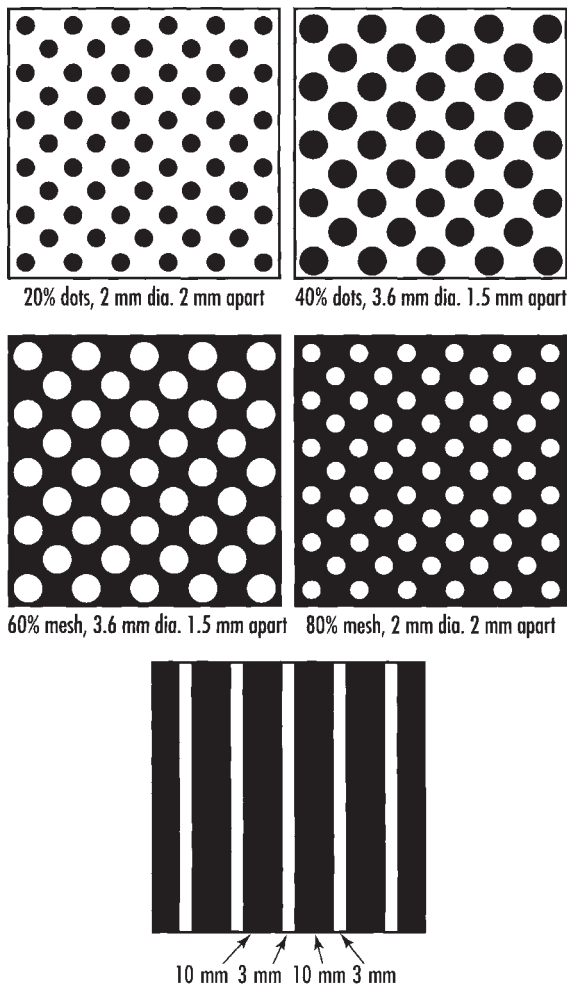 20% dots, 2 mm dia. 2 mm apart
40% dots, 3.6 mm dia. 1.5 mm apart
60% mesh, 3.6 mm dia. 1.5 mm apart
80% mesh, 2 mm dia. 2 mm apart
10 mm 3 mm 10 mm 3 mm